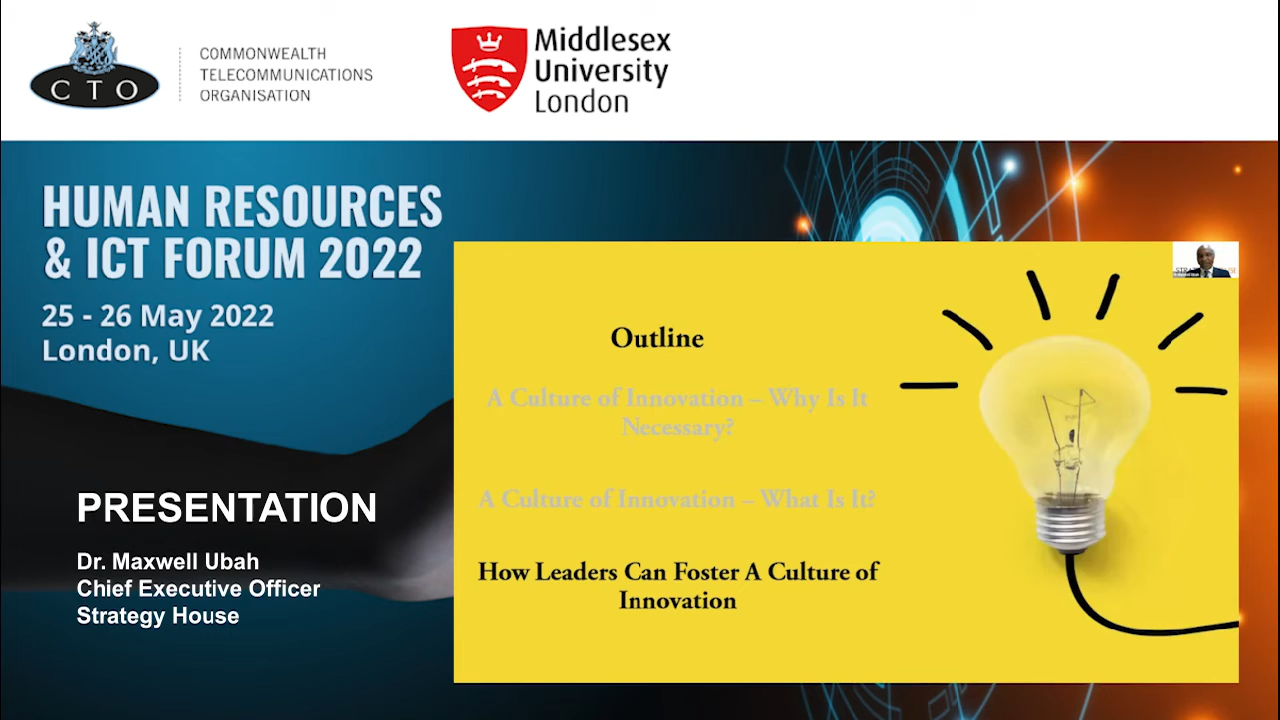 CTO
COMMONWEALTH
TELECOMMUNICATIONS
ORGANISATION
Middlesex
University
London
HUMAN RESOURCES
& ICT FORUM 2022
25 - 26 May 2022
London, UK
PRESENTATION
Dr. Maxwell Ubah
Chief Executive Officer
Strategy House
Outline
A Culture of Innovation – Why Is It
Necessary?
A Culture of Innovation – What Is It?
How Leaders Can Foster A Culture of
Innovation